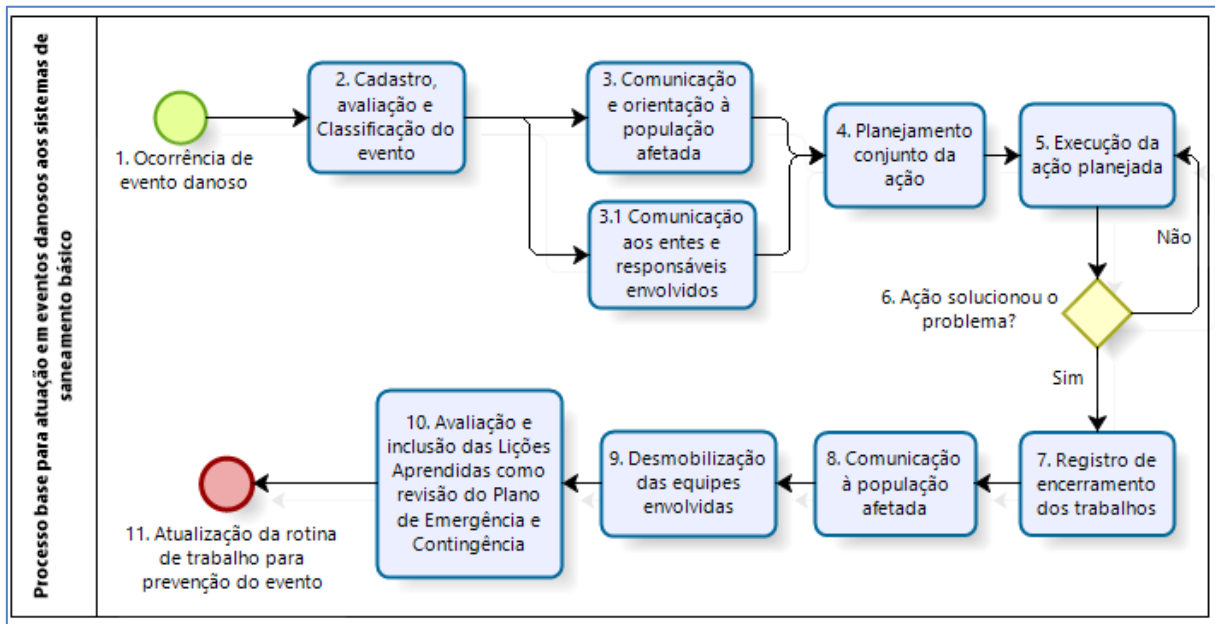 Processo base para atuação em eventos danosos aos sistemas de
saneamento básico
1. Ocorrência de
evento danoso
2. Cadastro,
avaliação e
Classificação do
evento
3. Comunicação
e orientação à
população
afetada
3.1 Comunicação
aos entes e
responsáveis
envolvidos
4. Planejamento
conjunto da
ação
5. Execução da
ação planejada
Não
6. Ação solucionou o
problema?
Sim
7. Registro de
encerramento
dos trabalhos
8. Comunicação
à população
afetada
9. Desmobilização
das equipes
envolvidas
10. Avaliação e
inclusão das Lições
Aprendidas como
revisão do Plano
de Emergência e
Contingência
11. Atualização da rotina
de trabalho para
prevenção do evento